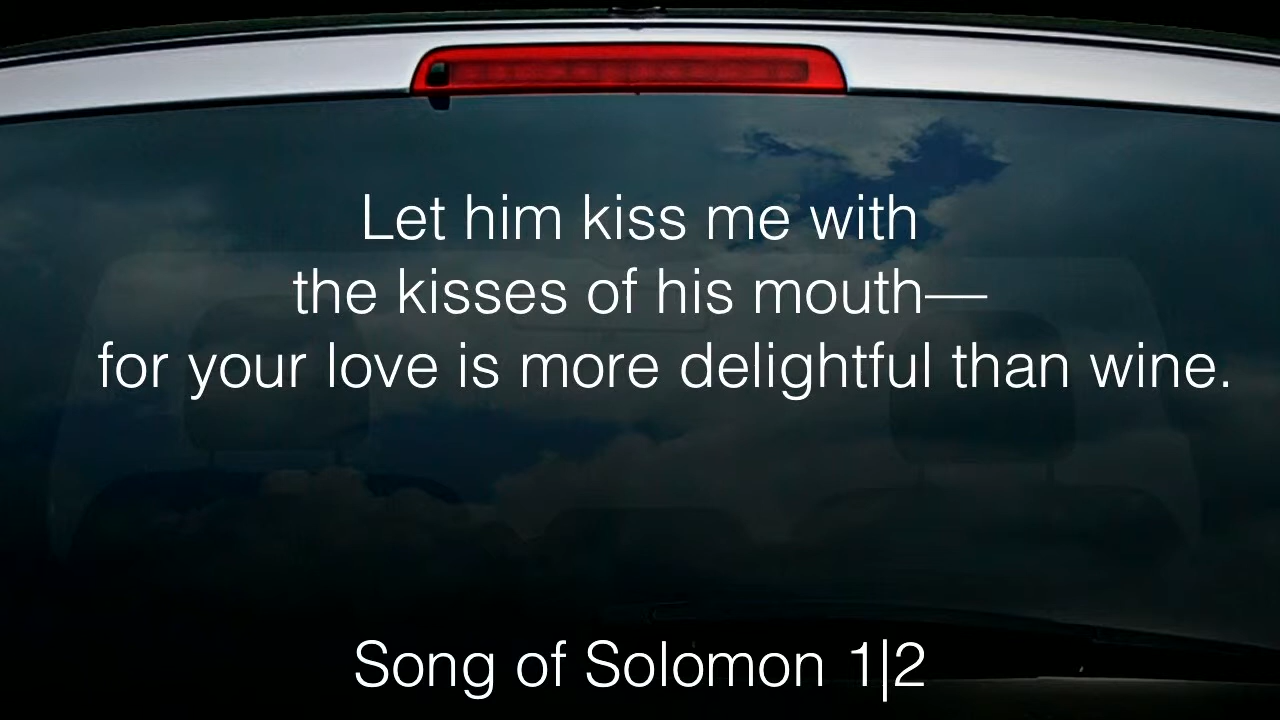 Let him kiss me with
the kisses of his mouth—
for your love is more delightful than wine.
Song of Solomon 1|2